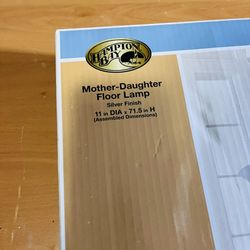 HAMPTON
BAY
Mother-Daughter
Floor Lamp
Silver Finish
11 in DIA x 71.5 in H
(Assembled Dimensions)